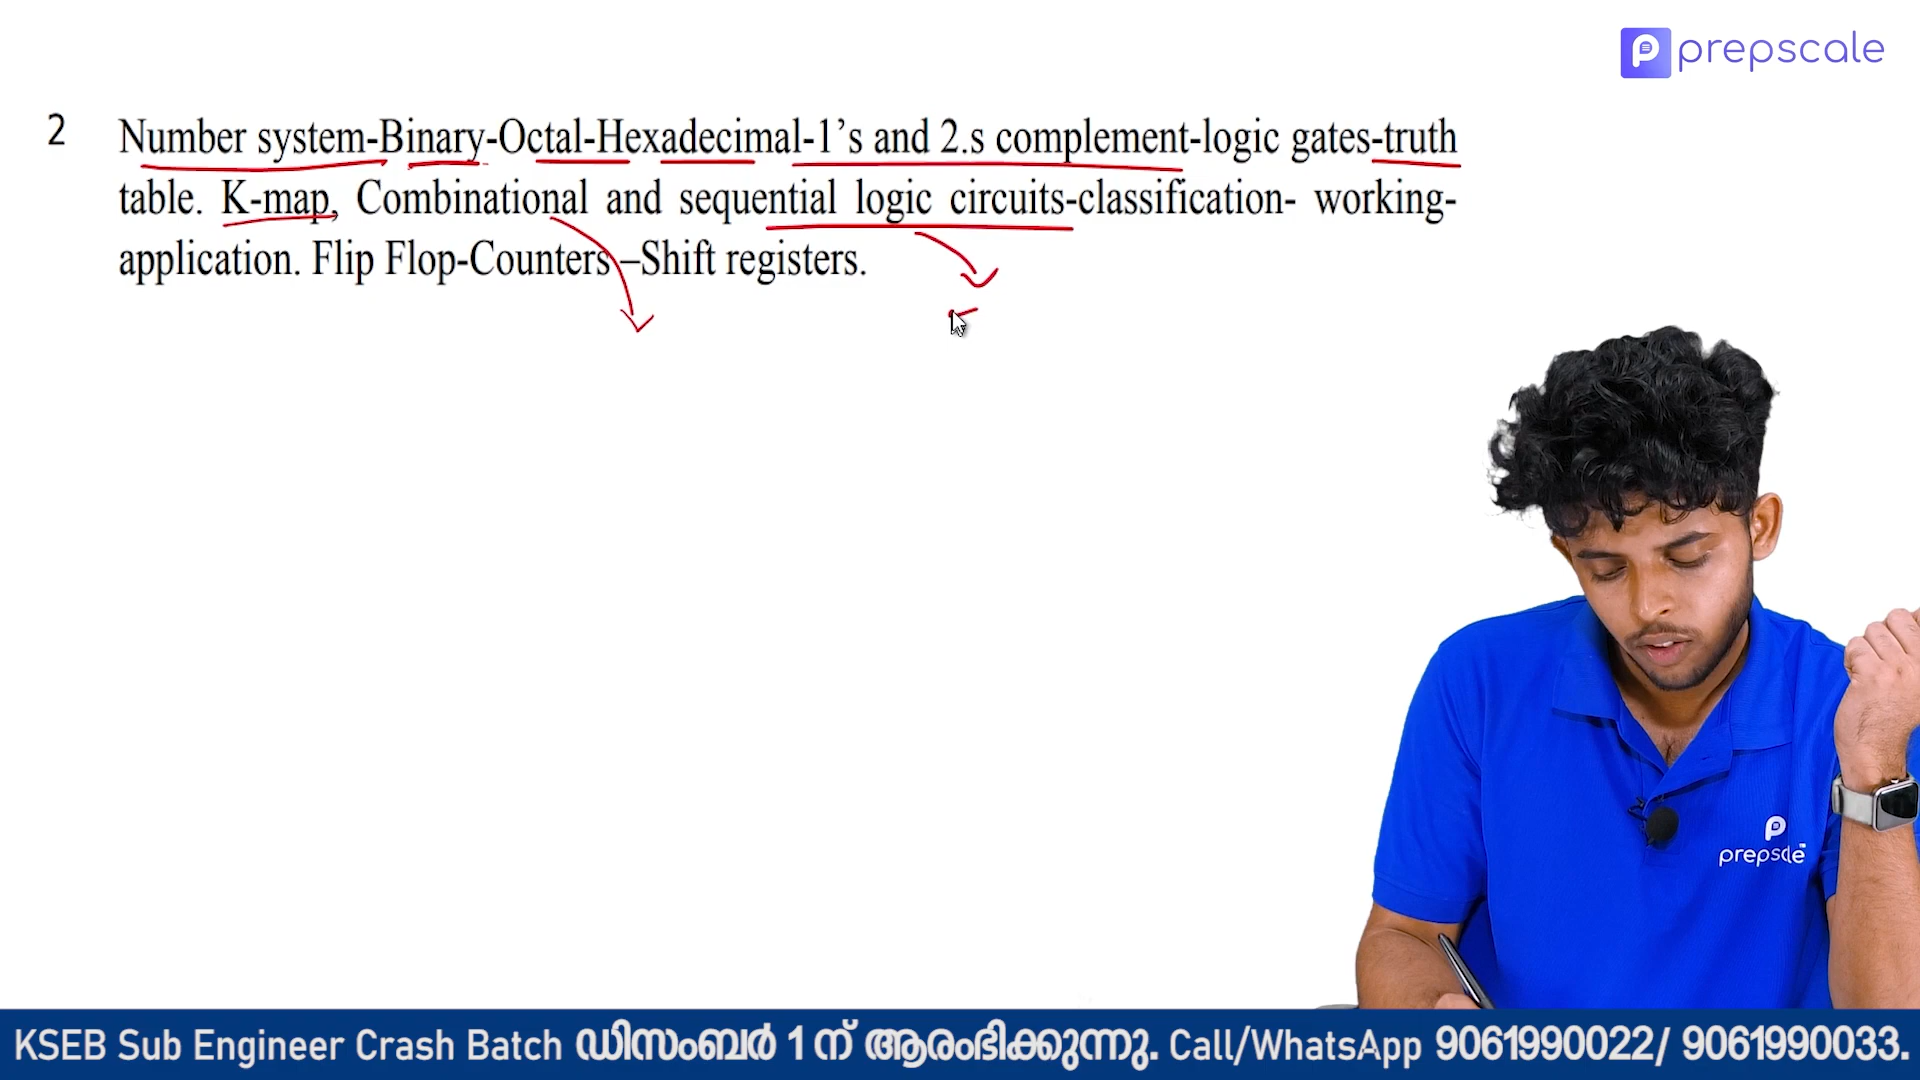 prepscale
2 Number system-Binary-Octal-Hexadecimal-1’s and 2.s complement-logic gates-truth
table. K-map, Combinational and sequential logic circuits-classification- working-
application. Flip Flop-Counters –Shift registers.
prepscale
KSEB Sub Engineer Crash Batch ഡിസംബർ 1 ന് ആരംഭിക്കുന്നു. Call/WhatsApp 9061990022/ 9061990033.